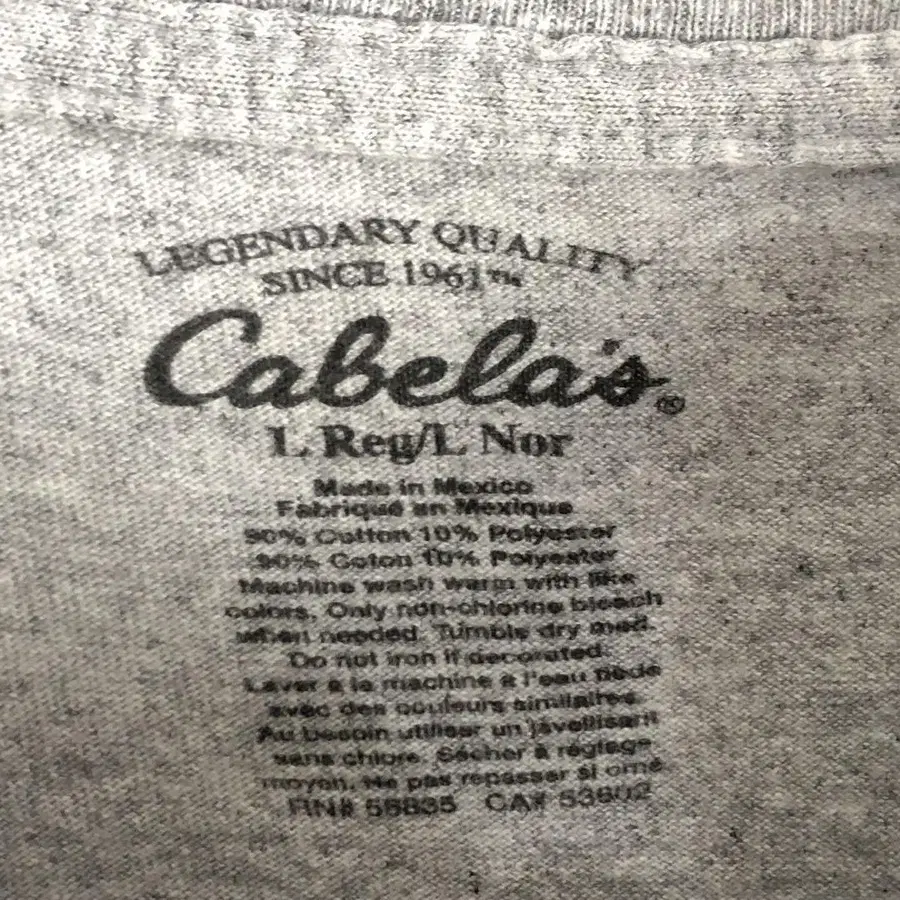 LEGENDARY QUALITY
SINCE 1961™
Cabela's®
L Reg/L Nor
Made in Mexico
Fabriqué en Mexique
90% Cotton 10% Polyester
90% Coton 10% Polyester
Machine wash warm with like
colors. Only non-chlorine bleach
when needed. Tumble dry med.
Do not iron if decorated.
Laver à la machine à l'eau tiède
avec des couleurs similaires.
Au besoin utiliser un javellisant
sans chlore. Sécher à réglage
moyen. Ne pas repasser si orné
RN# 56835 CA# 53602